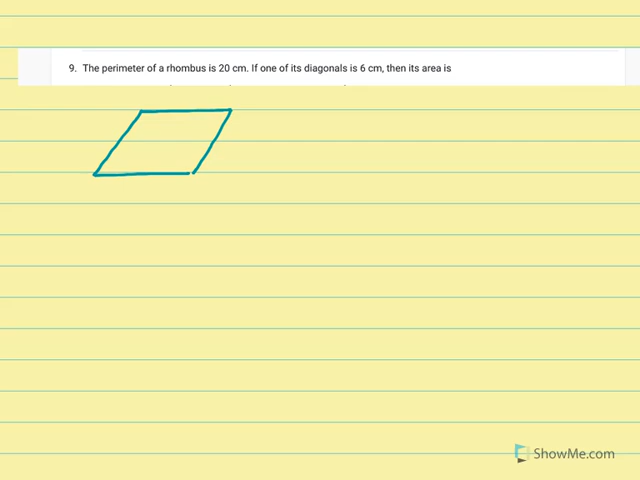 9. The perimeter of a rhombus is 20 cm. If one of its diagonals is 6 cm, then its area is
ShowMe.com